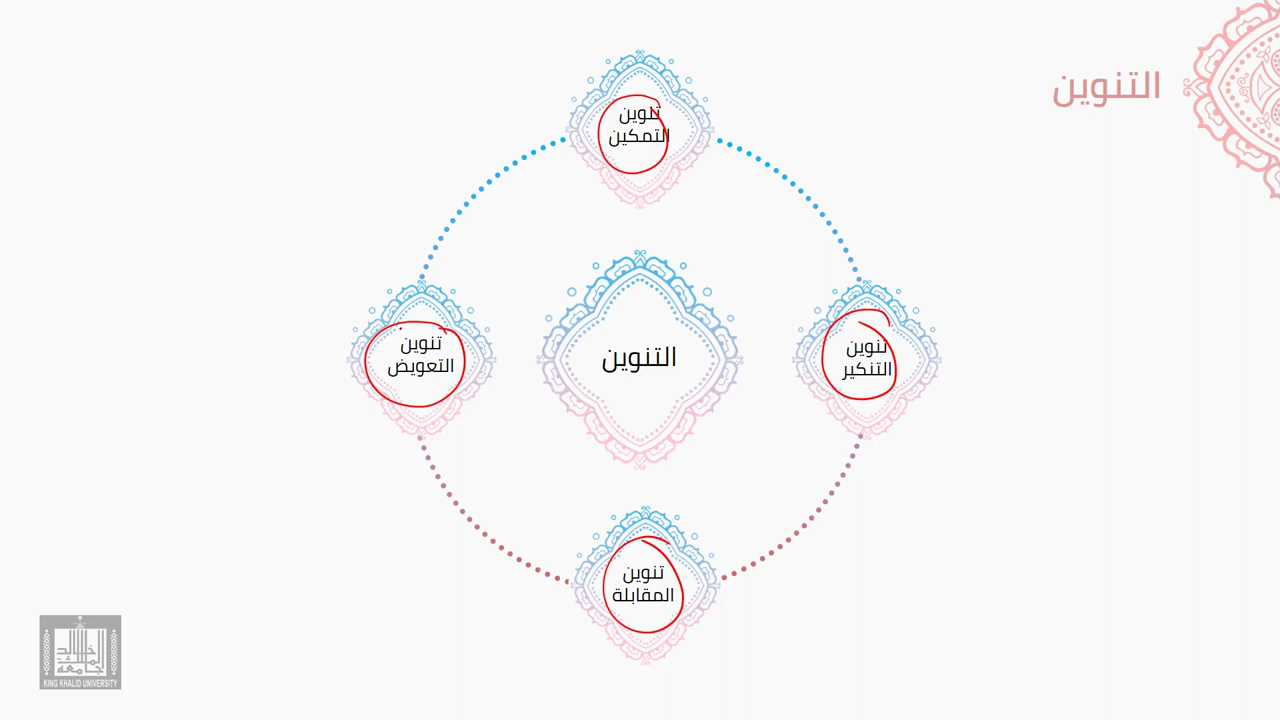 التنوين
تنوين
التمكين
تنوين
التنكير
التنوين
تنوين
التعويض
تنوين
المقابلة
جامعة
الملك
خالد
KING KHALID UNIVERSITY